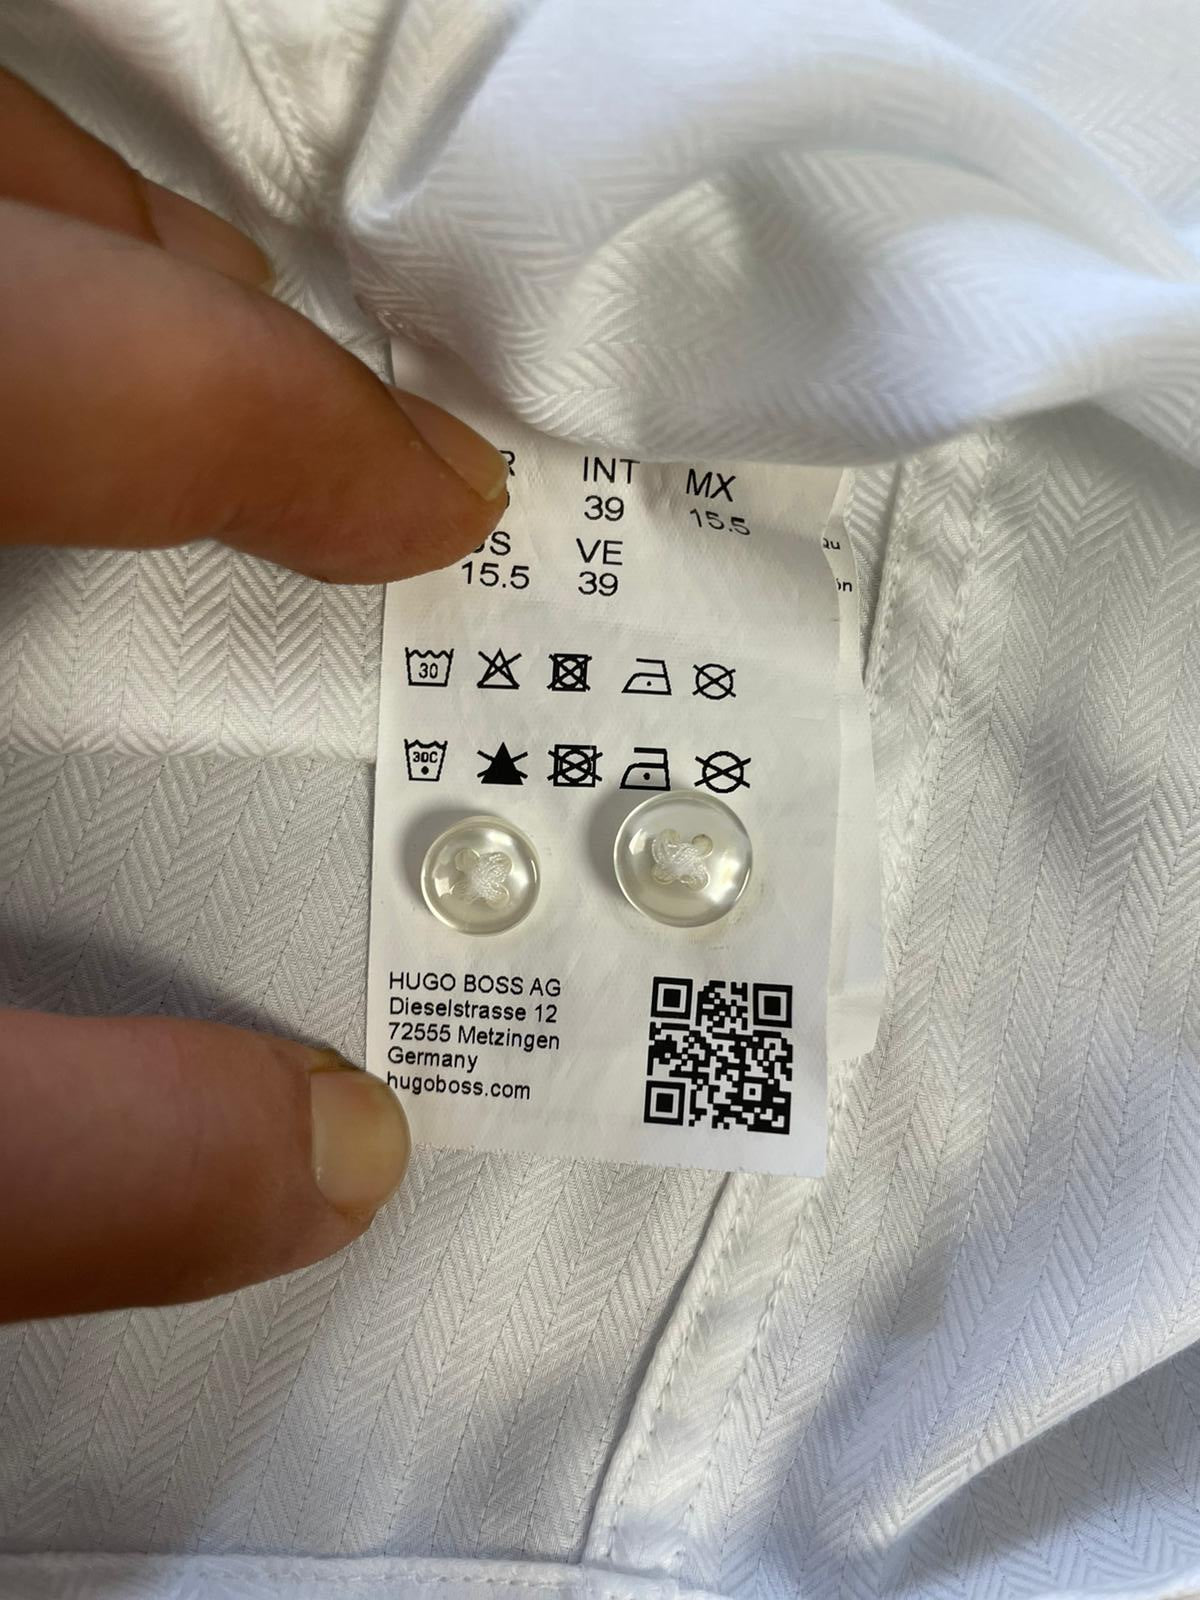 INT MX
39 15.5
VE
15.5 39
30
30C
HUGO BOSS AG
Dieselstrasse 12
72555 Metzingen
Germany
hugoboss.com